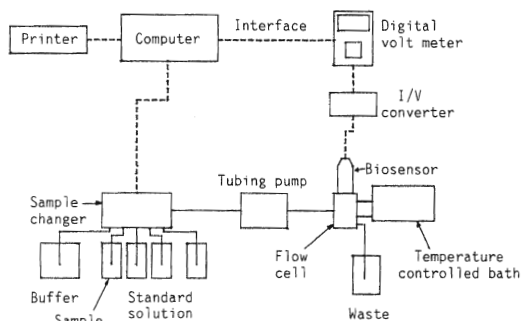 Printer
Computer
Interface
Digital
volt meter
I/V
converter
Biosensor
Tubing pump
Sample
changer
Flow
cell
Temperature
controlled bath
Buffer
Sample
Standard
solution
Waste